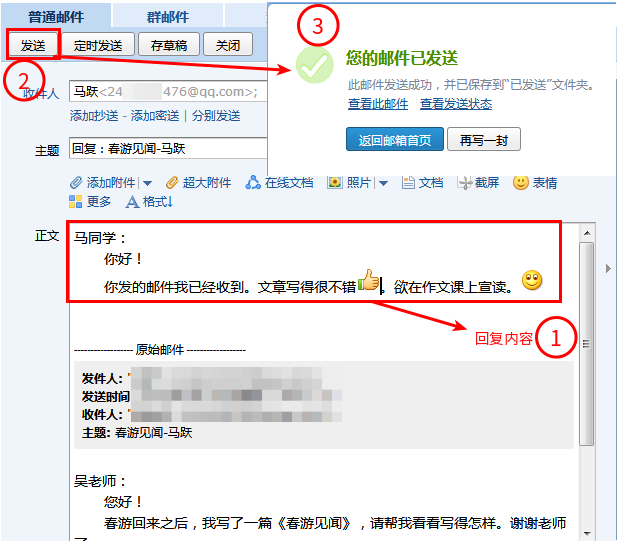 普通邮件 群邮件
③
发送 定时发送 存草稿 关闭
您的邮件已发送
此邮件发送成功，并已保存到“已发送”文件夹。
②
收件人 马跃<24 476@qq.com>;
查看此邮件 查看发送状态
添加抄送 - 添加密送 | 分别发送
返回邮箱首页 再写一封
主题 回复：春游见闻-马跃
添加附件 超大附件 在线文档 照片 文档 截屏 表情
更多 格式↓
正文 马同学：
你好！
你发的邮件我已经收到。文章写得很不错。欲在作文课上宣读。
回复内容 ①
------------------ 原始邮件 ------------------
发件人："
发送时间
收件人："
主题: 春游见闻-马跃
吴老师：
您好！
春游回来之后，我写了一篇《春游见闻》，请帮我看看写得怎样。谢谢老师